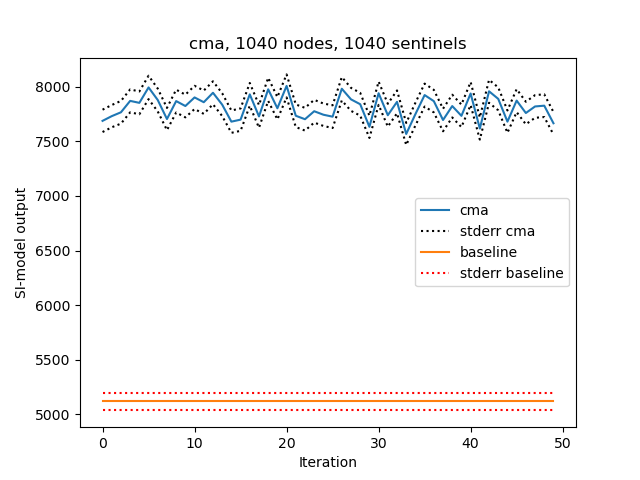 cma, 1040 nodes, 1040 sentinels
SI-model output
8000
7500
7000
6500
6000
5500
5000
cma
stderr cma
baseline
stderr baseline
0
10
20
30
40
50
Iteration